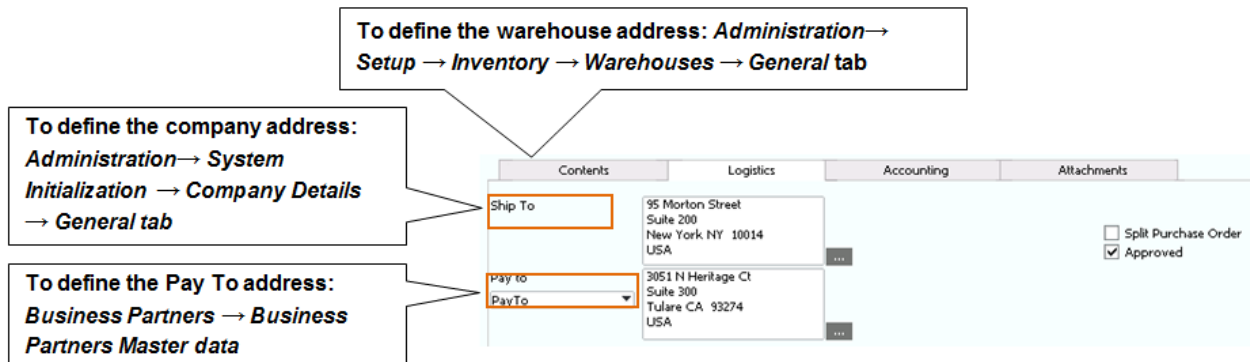 To define the warehouse address: Administration→
Setup → Inventory → Warehouses → General tab
To define the company address:
Administration→ System
Initialization → Company Details
→ General tab
To define the Pay To address:
Business Partners → Business
Partners Master data
Contents Logistics Accounting Attachments
Ship To
95 Morton Street
Suite 200
New York NY 10014
USA
...
Split Purchase Order
Approved
Pay to
PayTo
3051 N Heritage Ct
Suite 300
Tulare CA 93274
USA
...